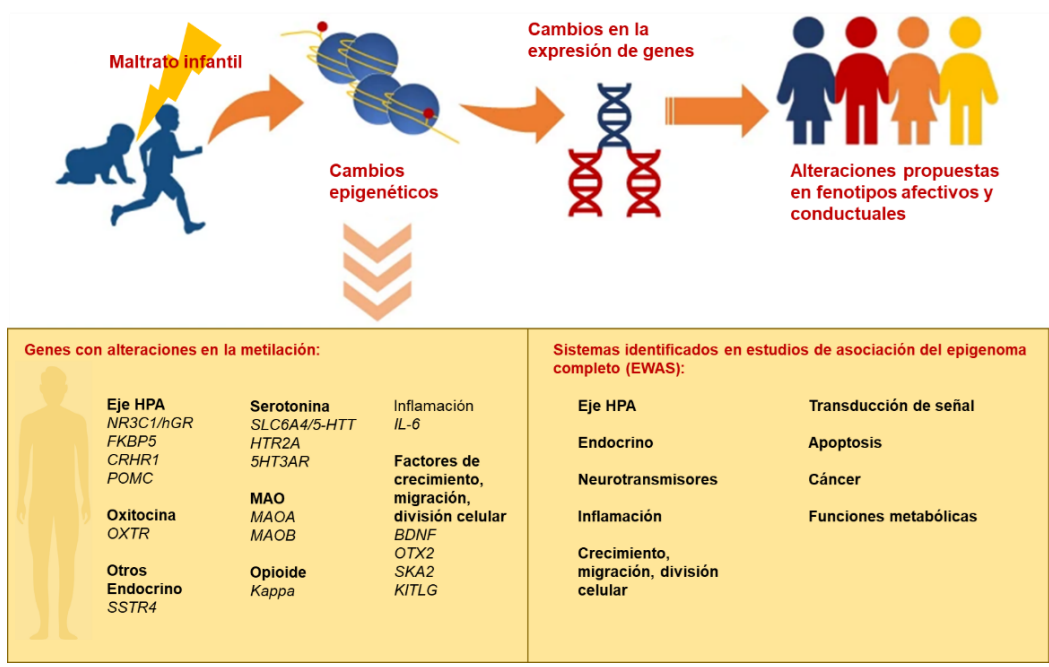 Maltrato infantil
Cambios
epigenéticos
Cambios en la
expresión de genes
Alteraciones propuestas
en fenotipos afectivos y
conductuales
Genes con alteraciones en la metilación:
Eje HPA
NR3C1/hGR
FKBP5
CRHR1
POMC
Oxitocina
OXTR
Otros
Endocrino
SSTR4
Serotonina
SLC6A4/5-HTT
HTR2A
5HT3AR
MAO
MAOA
MAOB
Opioide
Kappa
Inflamación
IL-6
Factores de
crecimiento,
migración,
división celular
BDNF
OTX2
SKA2
KITLG
Sistemas identificados en estudios de asociación del epigenoma
completo (EWAS):
Eje HPA
Endocrino
Neurotransmisores
Inflamación
Crecimiento,
migración, división
celular
Transducción de señal
Apoptosis
Cáncer
Funciones metabólicas